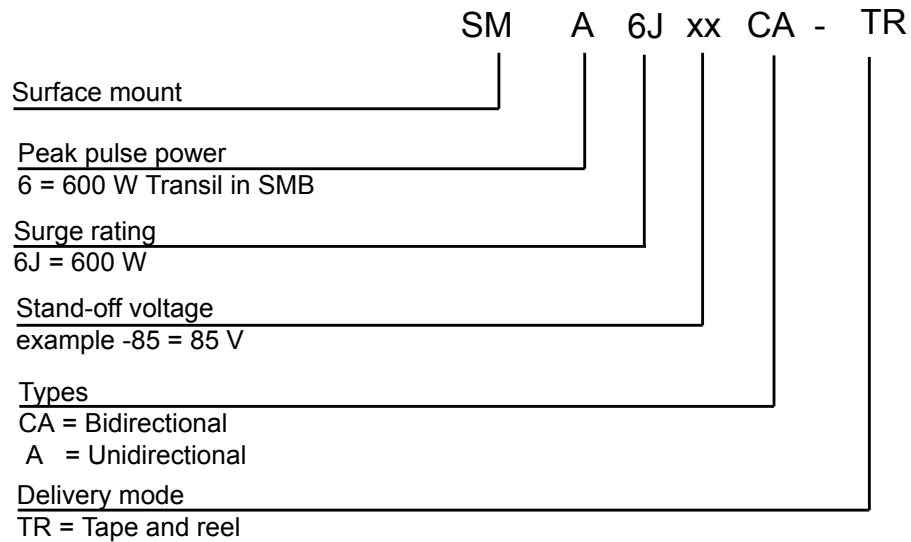 SM A 6J xx CA - TR
Surface mount
Peak pulse power
6 = 600 W Transil in SMB
Surge rating
6J = 600 W
Stand-off voltage
example -85 = 85 V
Types
CA = Bidirectional
A = Unidirectional
Delivery mode
TR = Tape and reel